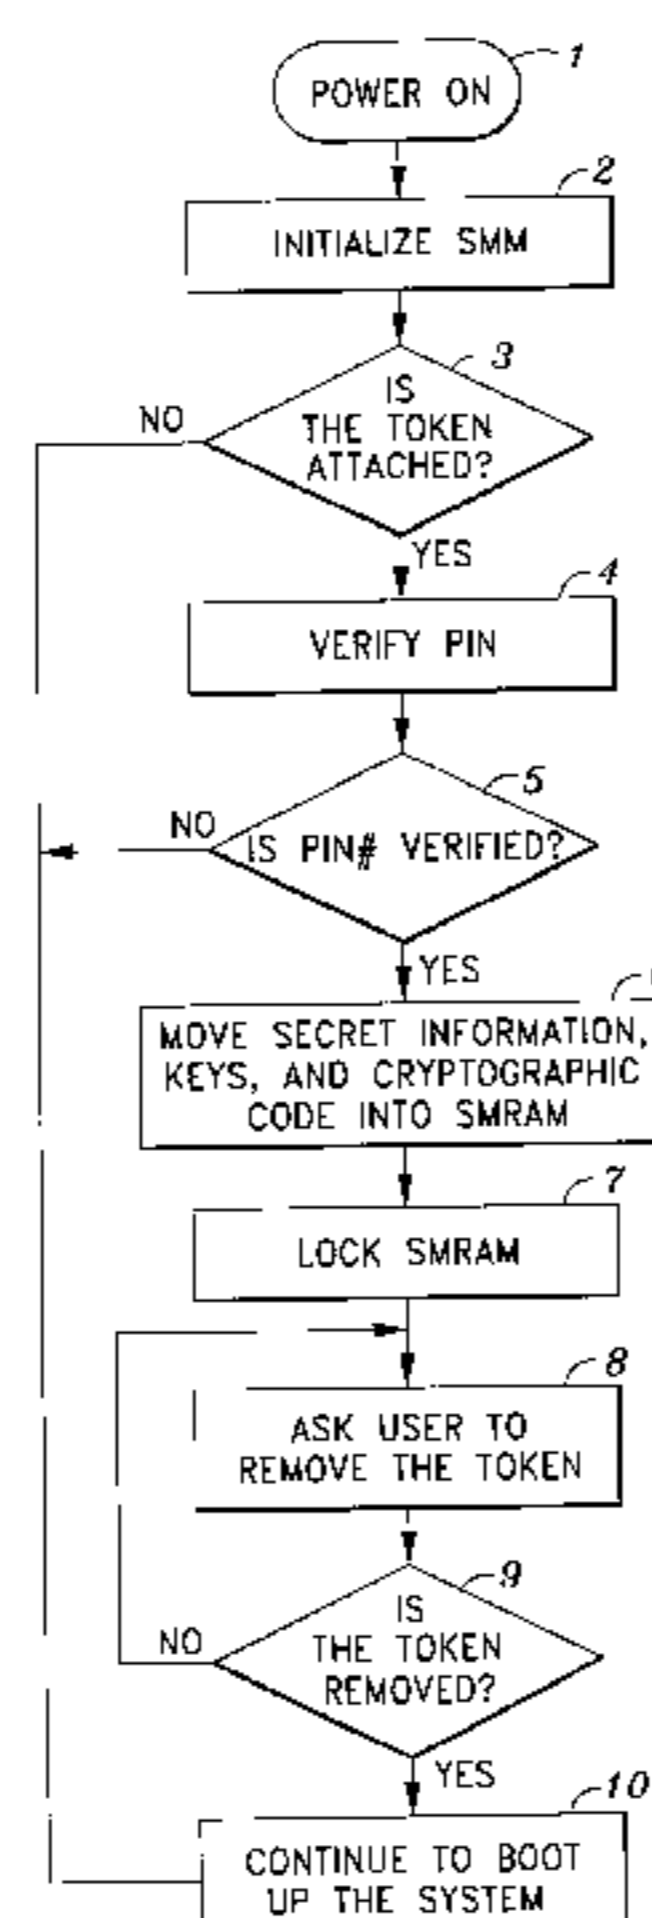 1
POWER ON
2
INITIALIZE SMM
3
IS
THE TOKEN
ATTACHED?
NO
YES
4
VERIFY PIN
5
NO
IS PIN# VERIFIED?
YES
MOVE SECRET INFORMATION,
KEYS, AND CRYPTOGRAPHIC
CODE INTO SMRAM
7
LOCK SMRAM
8
ASK USER TO
REMOVE THE TOKEN
9
IS
THE TOKEN
REMOVED?
NO
YES
10
CONTINUE TO BOOT
UP THE SYSTEM